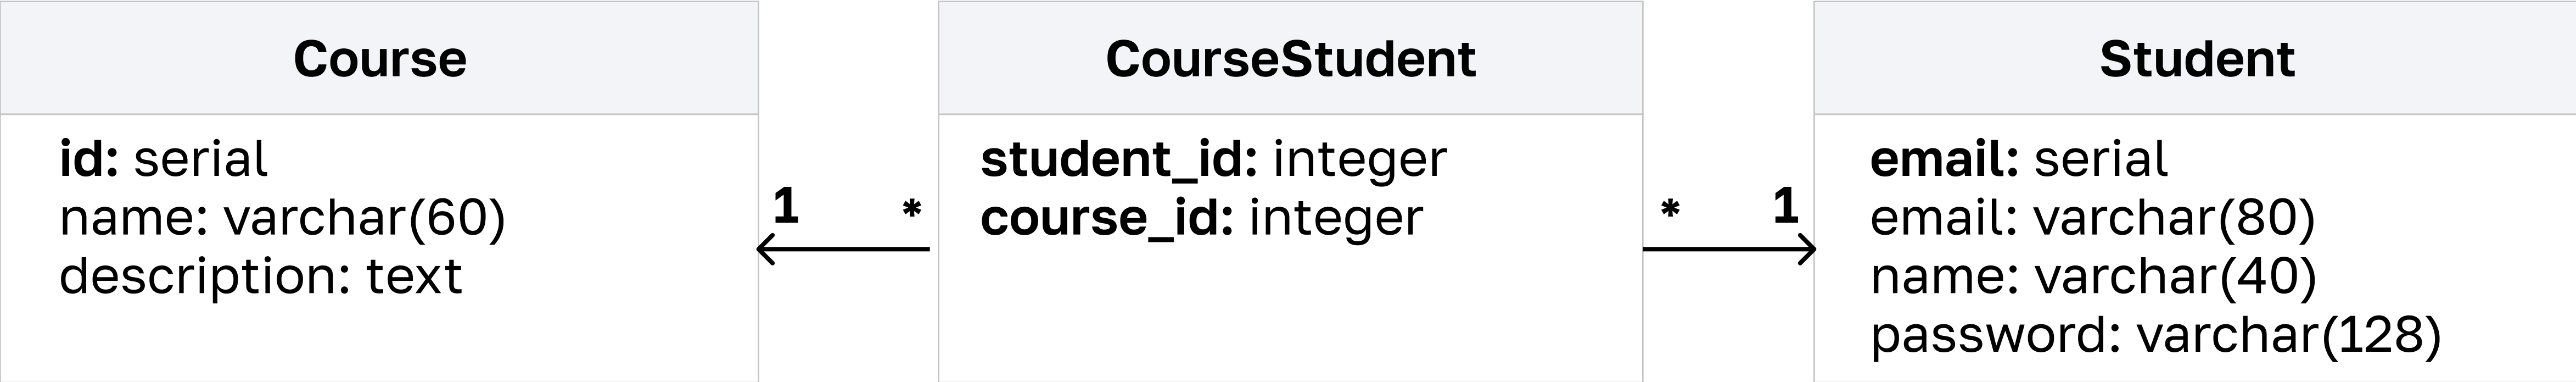 Course
id: serial
name: varchar(60)
description: text
1 *
CourseStudent
student_id: integer
course_id: integer
* 1
Student
email: serial
email: varchar(80)
name: varchar(40)
password: varchar(128)